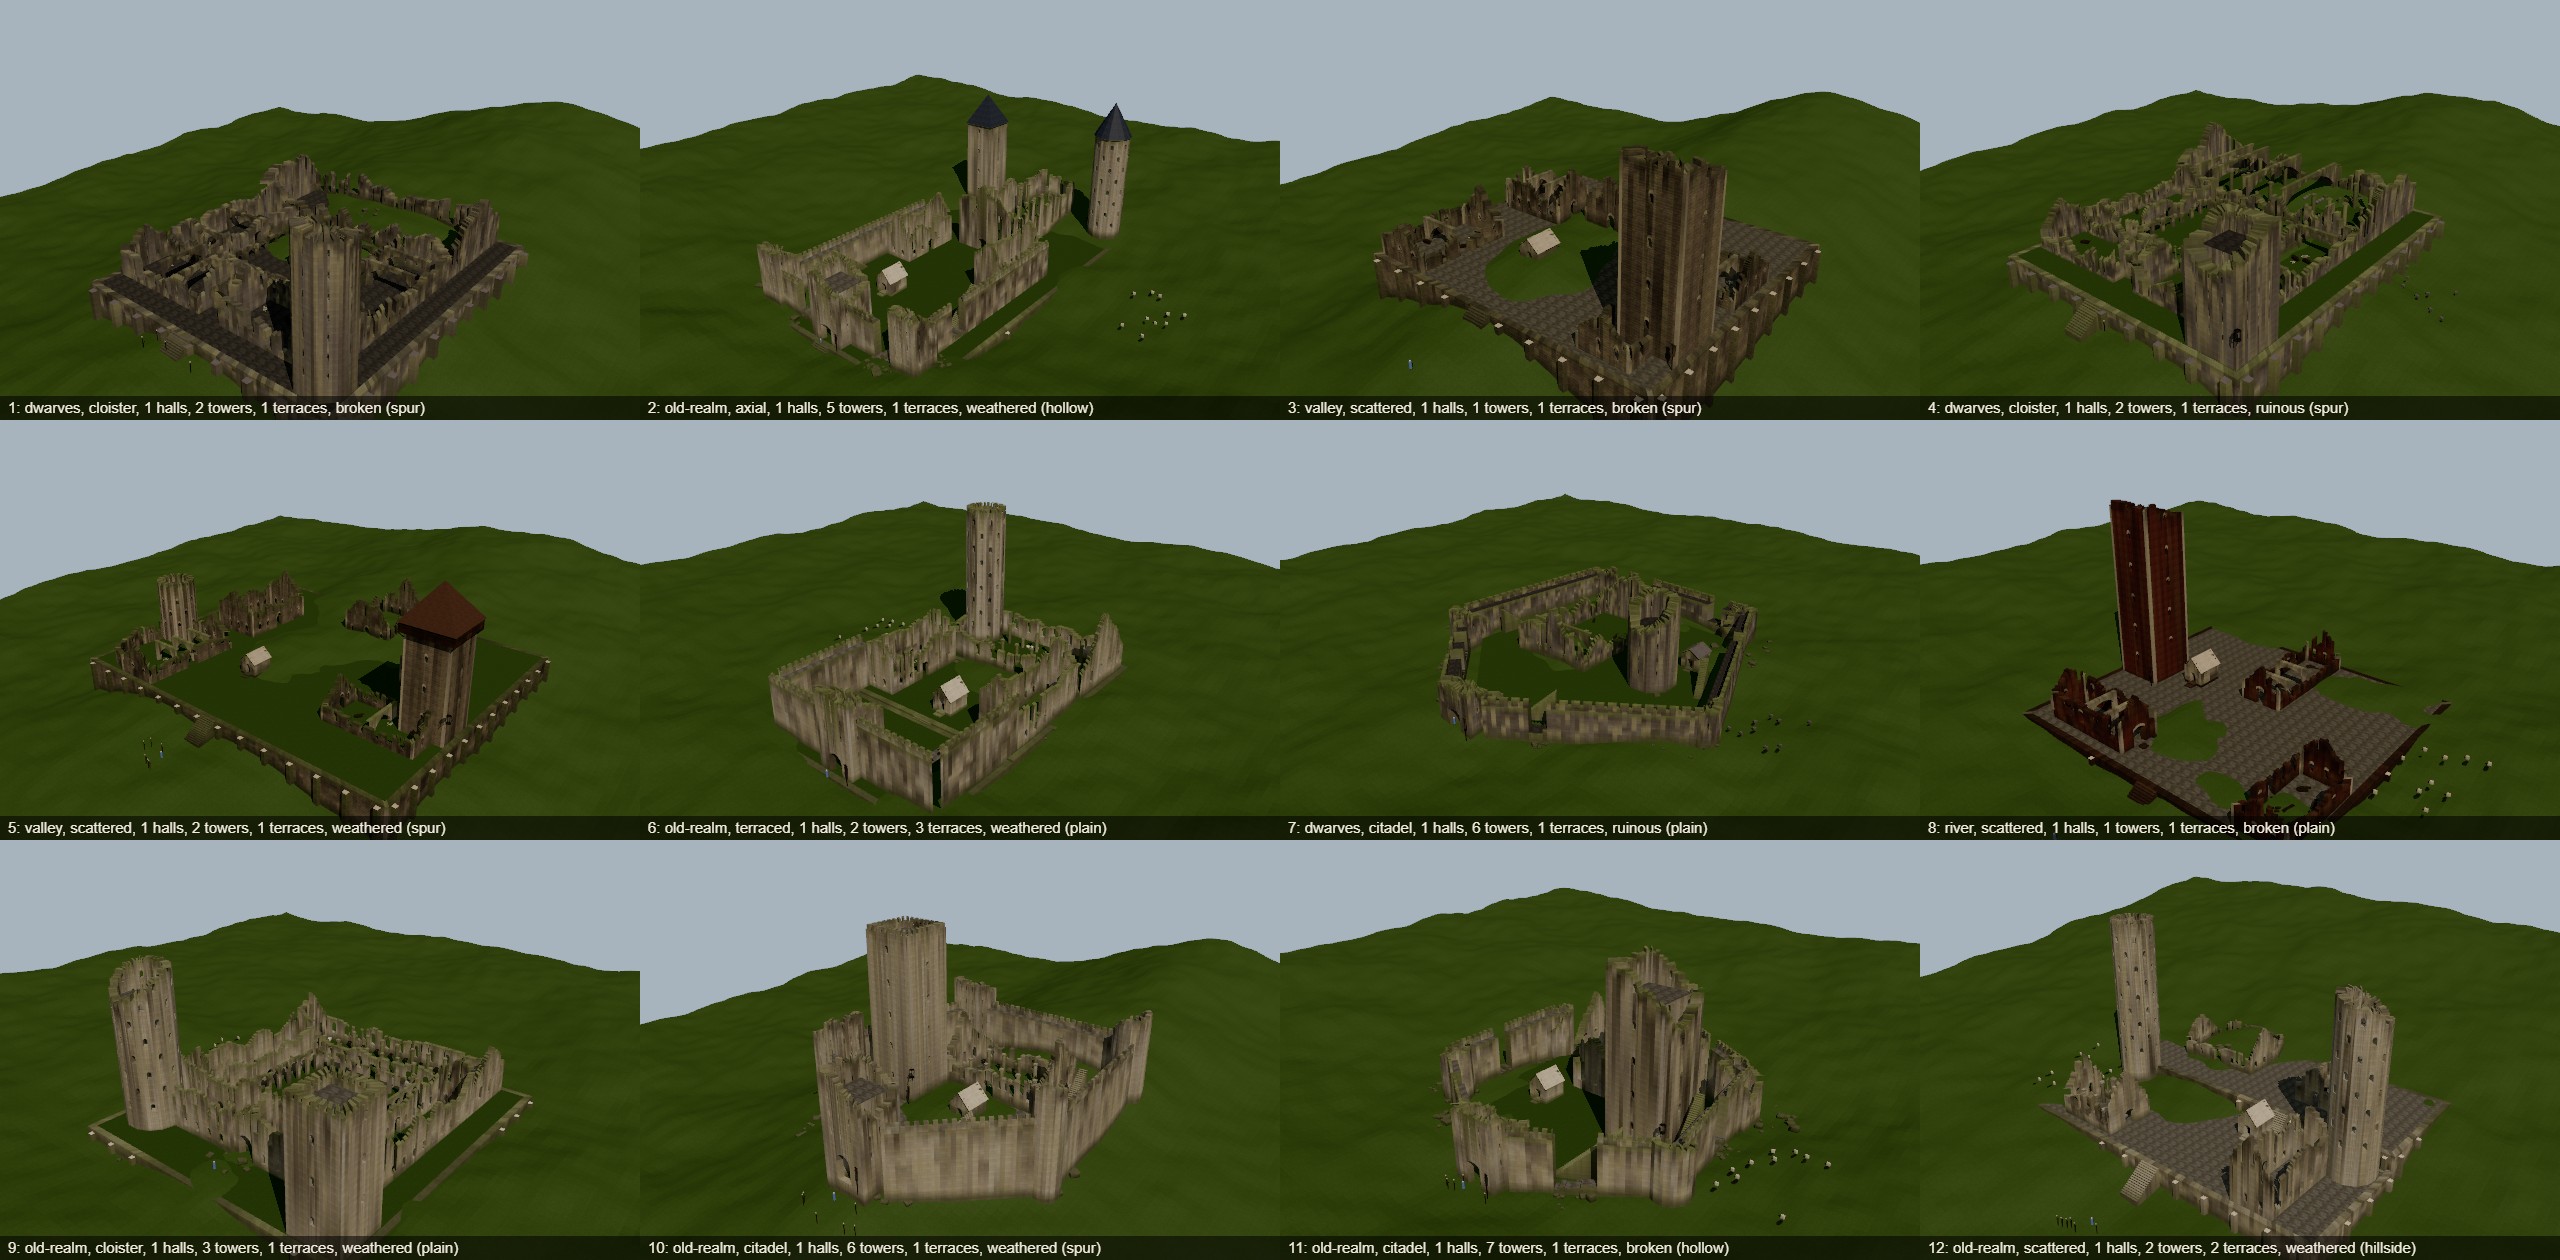 1: dwarves, cloister, 1 halls, 2 towers, 1 terraces, broken (spur)
2: old-realm, axial, 1 halls, 5 towers, 1 terraces, weathered (hollow)
3: valley, scattered, 1 halls, 1 towers, 1 terraces, broken (spur)
4: dwarves, cloister, 1 halls, 2 towers, 1 terraces, ruinous (spur)
5: valley, scattered, 1 halls, 2 towers, 1 terraces, weathered (spur)
6: old-realm, terraced, 1 halls, 2 towers, 3 terraces, weathered (plain)
7: dwarves, citadel, 1 halls, 6 towers, 1 terraces, ruinous (plain)
8: river, scattered, 1 halls, 1 towers, 1 terraces, broken (plain)
9: old-realm, cloister, 1 halls, 3 towers, 1 terraces, weathered (plain)
10: old-realm, citadel, 1 halls, 6 towers, 1 terraces, weathered (spur)
11: old-realm, citadel, 1 halls, 7 towers, 1 terraces, broken (hollow)
12: old-realm, scattered, 1 halls, 2 towers, 2 terraces, weathered (hillside)